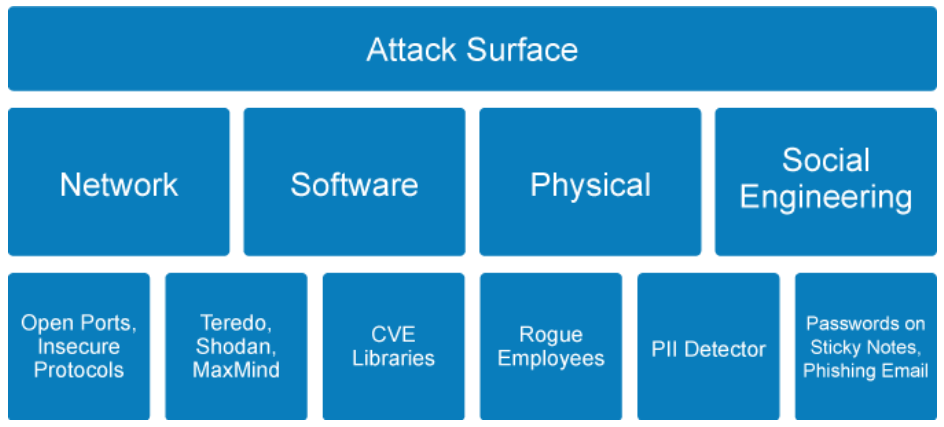 Attack Surface
Network
Software
Physical
Social
Engineering
Open Ports,
Insecure
Protocols
Teredo,
Shodan,
MaxMind
CVE
Libraries
Rogue
Employees
PII Detector
Passwords on
Sticky Notes,
Phishing Email